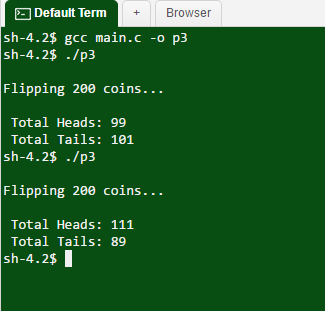 Default Term + Browser
sh-4.2$ gcc main.c -o p3
sh-4.2$ ./p3
Flipping 200 coins...
Total Heads: 99
Total Tails: 101
sh-4.2$ ./p3
Flipping 200 coins...
Total Heads: 111
Total Tails: 89
sh-4.2$